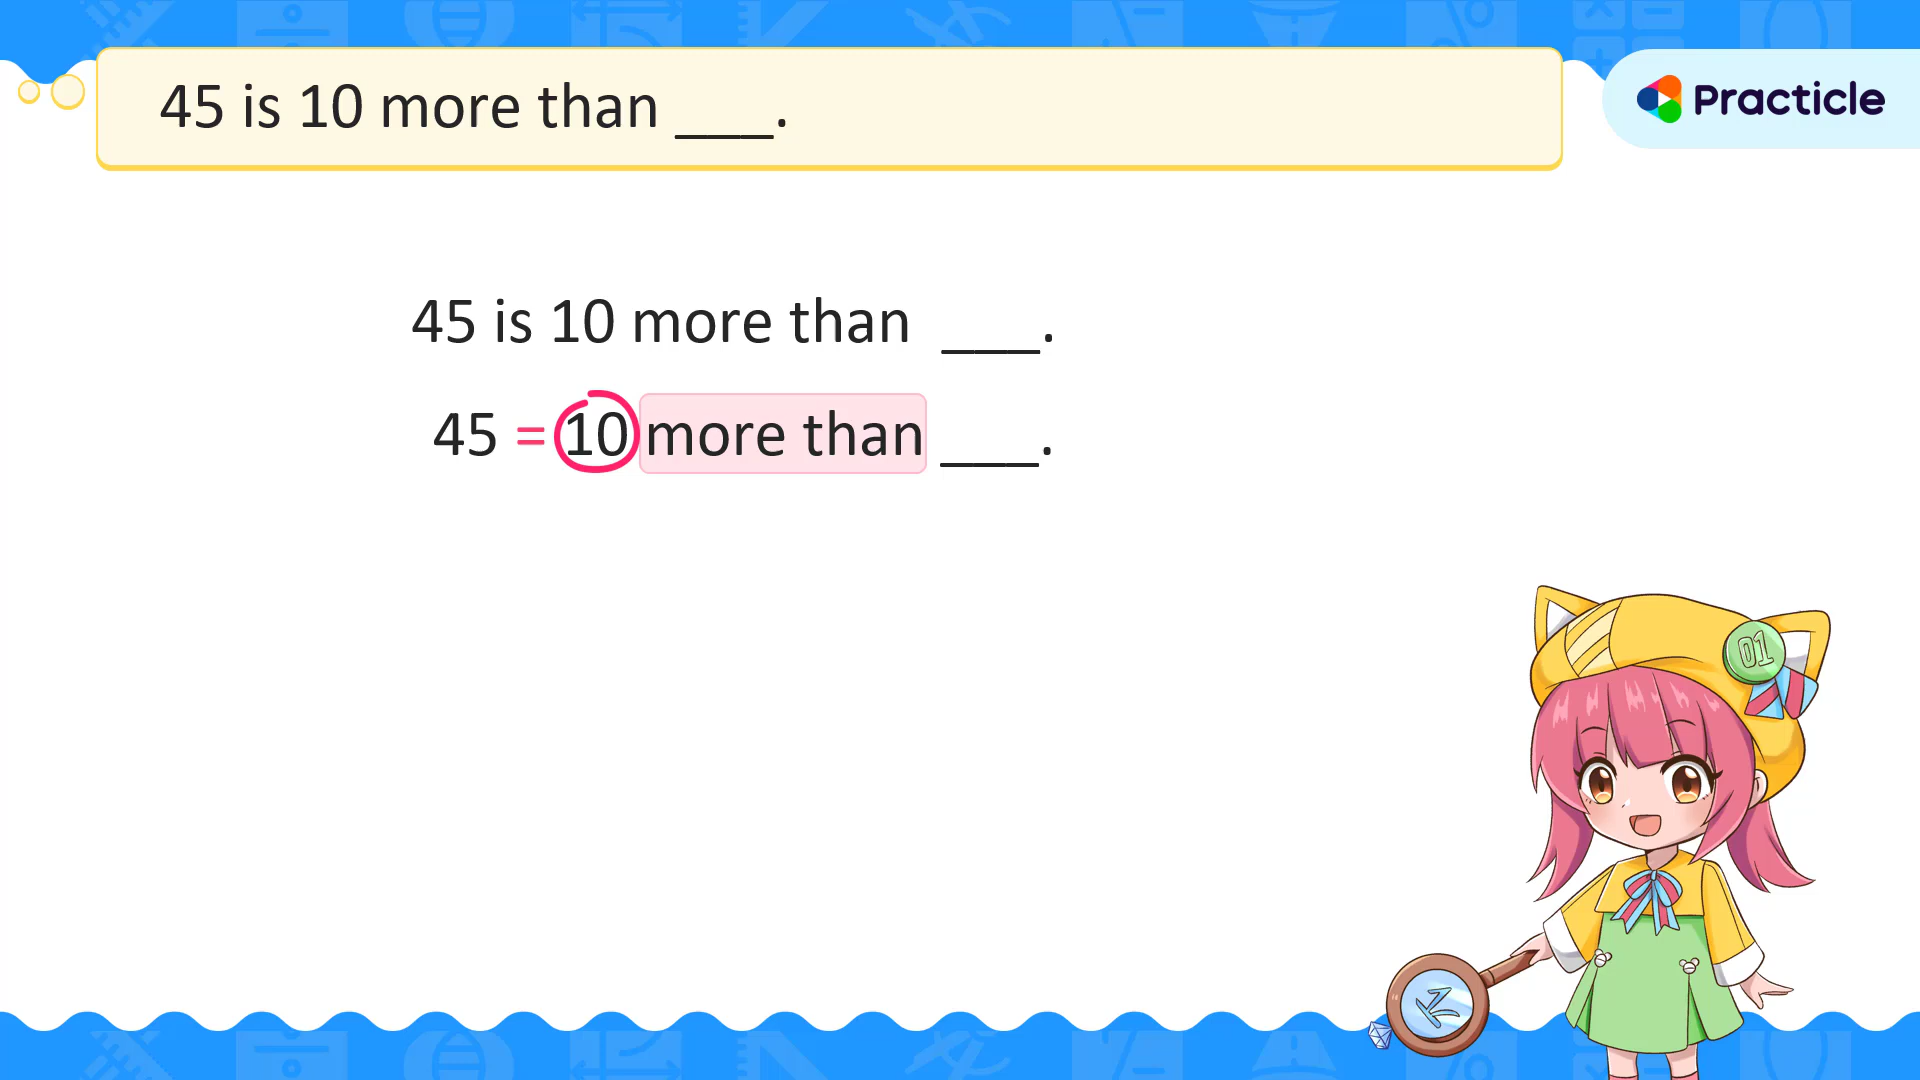 45 is 10 more than ___.
Practicle
45 is 10 more than ___.
45 = 10 more than ___.
01